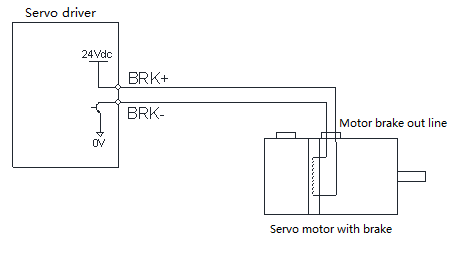 Servo driver
24Vdc
BRK+
BRK-
0V
Motor brake out line
Servo motor with brake